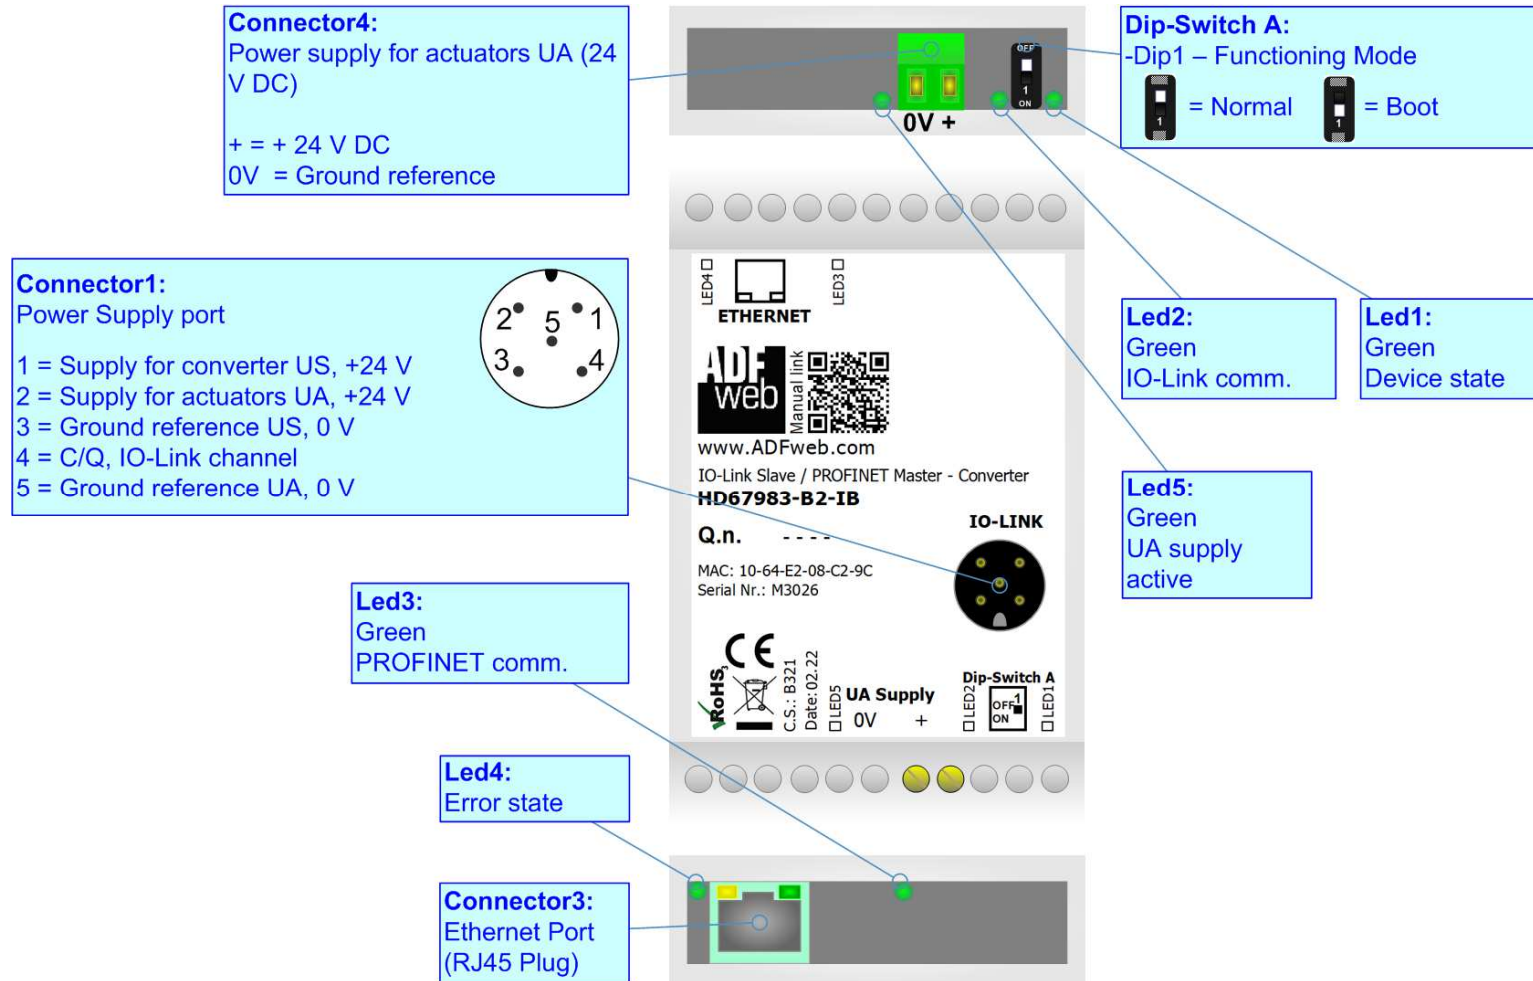 Connector4:
Power supply for actuators UA (24
V DC)
+ = + 24 V DC
0V = Ground reference
0V +
OFF
1
ON
Dip-Switch A:
-Dip1 – Functioning Mode
1
= Normal
1
= Boot
Connector1:
Power Supply port
1 = Supply for converter US, +24 V
2 = Supply for actuators UA, +24 V
3 = Ground reference US, 0 V
4 = C/Q, IO-Link channel
5 = Ground reference UA, 0 V
2 5 1
3 4
LED4
ETHERNET
LED3
ADF
web
Manual link
www.ADFweb.com
IO-Link Slave / PROFINET Master - Converter
HD67983-B2-IB
Q.n. - - - -
IO-LINK
MAC: 10-64-E2-08-C2-9C
Serial Nr.: M3026
RoHS3
CE
C.S.: B321
Date: 02.22
LED5
UA Supply
0V +
LED2
Dip-Switch A
OFF 1
ON
LED1
Led2:
Green
IO-Link comm.
Led1:
Green
Device state
Led5:
Green
UA supply
active
Led3:
Green
PROFINET comm.
Led4:
Error state
Connector3:
Ethernet Port
(RJ45 Plug)